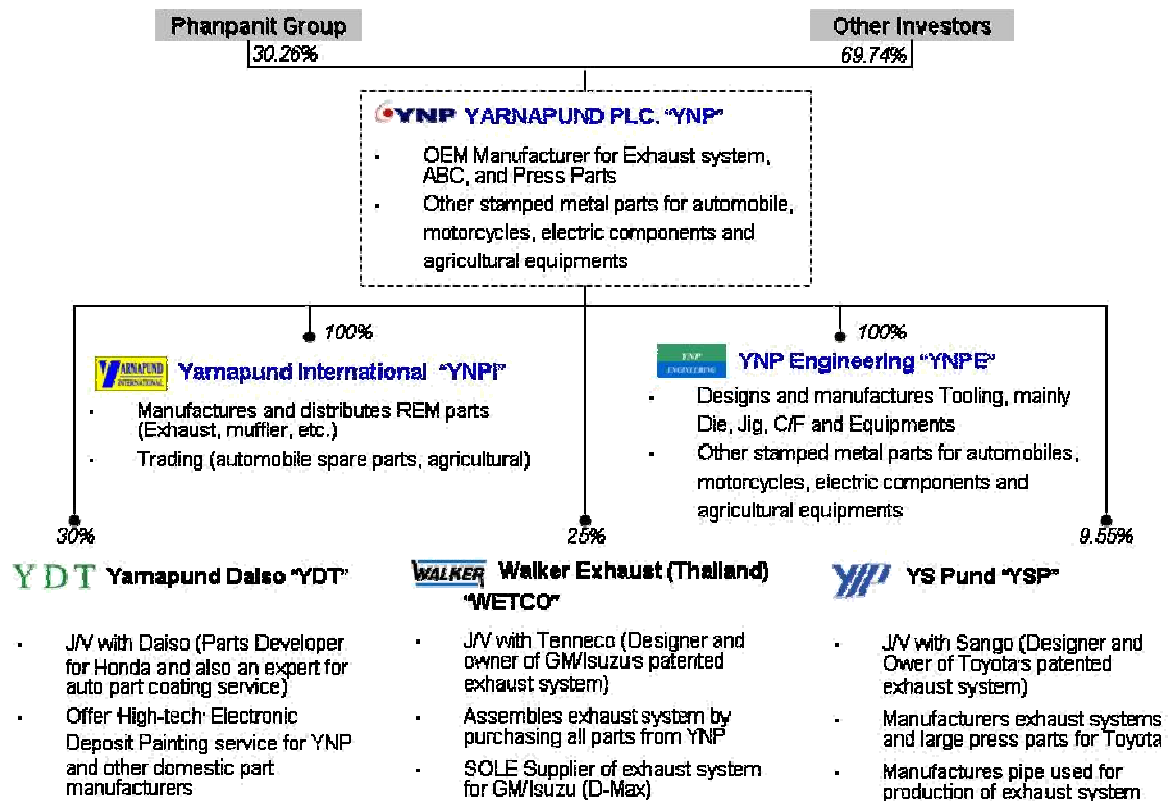 Phanpanit Group
Other Investors
30.26%
69.74%
YNP YARNAPUND PLC. "YNP"
· OEM Manufacturer for Exhaust system,
ABC, and Press Parts
· Other stamped metal parts for automobile,
motorcycles, electric components and
agricultural equipments
100%
100%
YARNAPUND
INTERNATIONAL
Yarnapund International "YNPI"
· Manufactures and distributes REM parts
(Exhaust, muffler, etc.)
· Trading (automobile spare parts, agricultural)
YNP
ENGINEERING
YNP Engineering "YNPE"
· Designs and manufactures Tooling, mainly
Die, Jig, C/F and Equipments
· Other stamped metal parts for automobiles,
motorcycles, electric components and
agricultural equipments
30%
25%
9.55%
YDT Yarnapund Daiso "YDT"
· J/V with Daiso (Parts Developer
for Honda and also an expert for
auto part coating service)
· Offer High-tech Electronic
Deposit Painting service for YNP
and other domestic part
manufacturers
WALKER Walker Exhaust (Thailand)
"WETCO"
· J/V with Tenneco (Designer and
owner of GM/Isuzu's patented
exhaust system)
· Assembles exhaust system by
purchasing all parts from YNP
· SOLE Supplier of exhaust system
for GM/Isuzu (D-Max)
YS Pund "YSP"
· J/V with Sango (Designer and
Ower of Toyota's patented
exhaust system)
· Manufacturers exhaust systems
and large press parts for Toyota
· Manufactures pipe used for
production of exhaust system